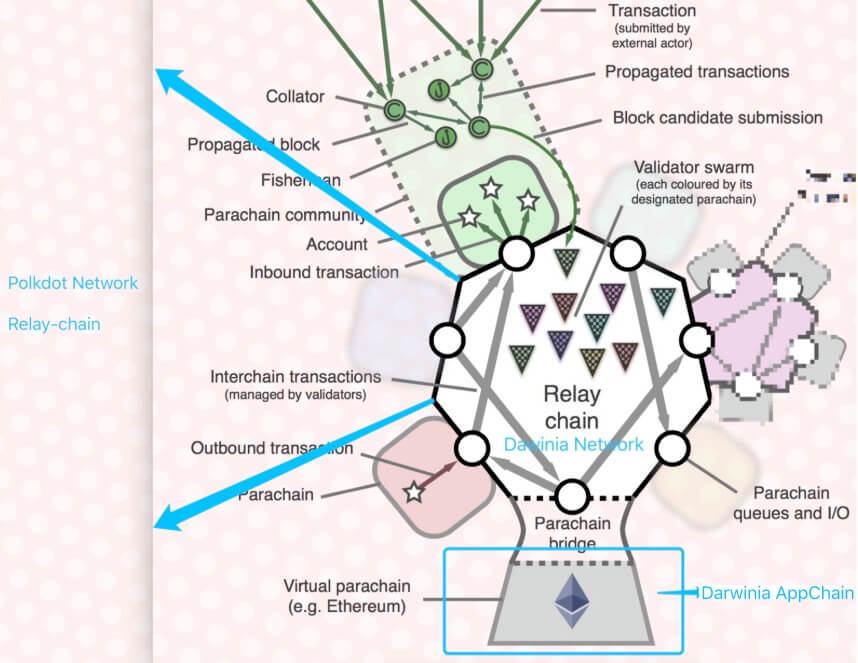 Transaction
(submitted by
external actor)
Propagated transactions
Collator
Block candidate submission
Propagated block
Validator swarm
(each coloured by its
designated parachain)
Fisherman
Parachain community
Account
Inbound transaction
C
J
C
C
J
Polkdot Network
Relay-chain
Interchain transactions
(managed by validators)
Relay
chain
Darwinia Network
Outbound transaction
Parachain
Parachain
queues and I/O
Parachain
bridge
Virtual parachain
(e.g. Ethereum)
Darwinia AppChain